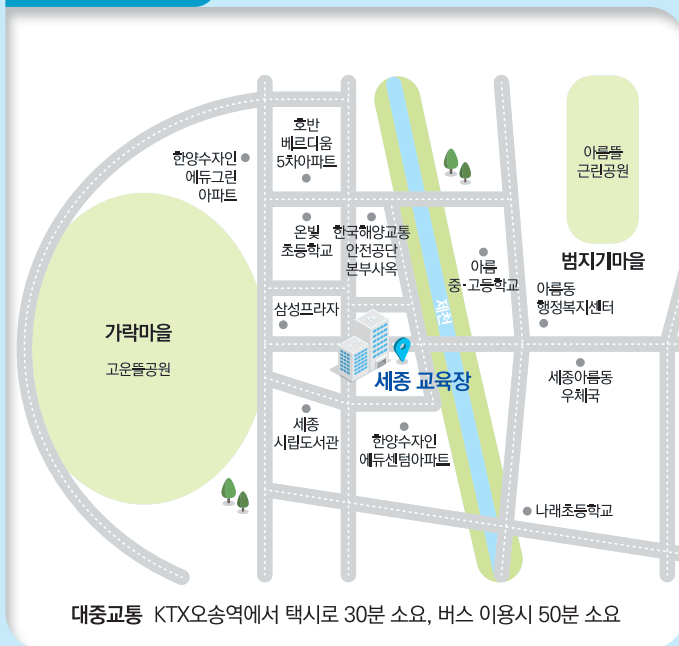 호반
베르디움
5차아파트
한양수자인
에듀그린
아파트
아름뜰
근린공원
온빛
초등학교
한국해양교통
안전공단
본부사옥
아름
중·고등학교
범지기마을
아름동
행정복지센터
제천
삼성프라자
가락마을
고운뜰공원
세종 교육장
세종아름동
우체국
세종
시립도서관
한양수자인
에듀센텀아파트
나래초등학교
대중교통 KTX오송역에서 택시로 30분 소요, 버스 이용시 50분 소요